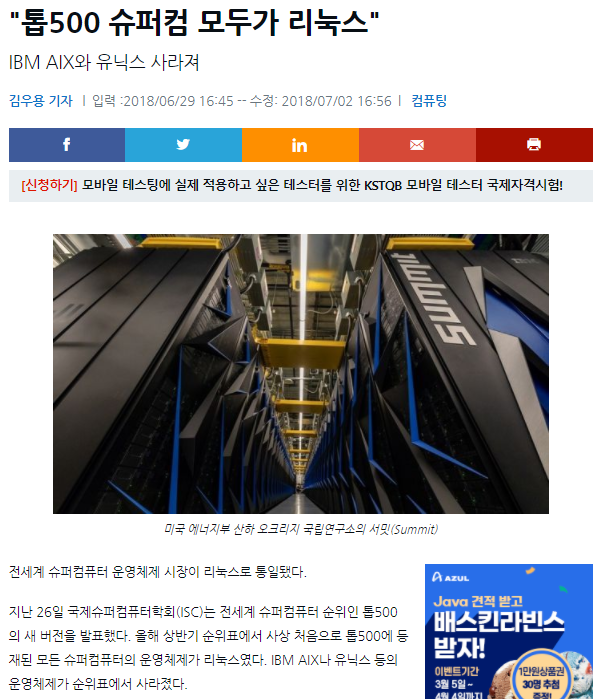 "톱500 슈퍼컴 모두가 리눅스"
IBM AIX와 유닉스 사라져
김우용 기자 | 입력 :2018/06/29 16:45 -- 수정: 2018/07/02 16:56 | 컴퓨팅
[신청하기] 모바일 테스팅에 실제 적용하고 싶은 테스터를 위한 KSTQB 모바일 테스터 국제자격시험!
summit
미국 에너지부 산하 오크리지 국립연구소의 서밋(Summit)
전세계 슈퍼컴퓨터 운영체제 시장이 리눅스로 통일됐다.
지난 26일 국제슈퍼컴퓨터학회(ISC)는 전세계 슈퍼컴퓨터 순위인 톱500
의 새 버전을 발표했다. 올해 상반기 순위표에서 사상 처음으로 톱500에 등
재된 모든 슈퍼컴퓨터의 운영체제가 리눅스였다. IBM AIX나 유닉스 등의
운영체제가 순위표에서 사라졌다.
AZUL
Java 견적 받고
배스킨라빈스
받자!
이벤트기간
3월 5일~
4월 4일까지
1만원상품권
30명 추첨
증정!